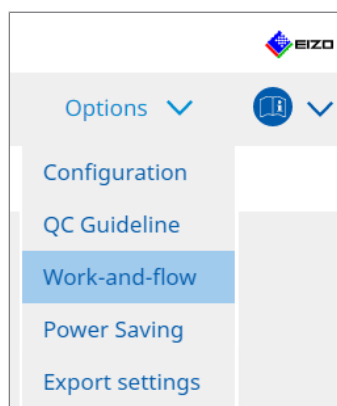 EIZO
Options
Configuration
QC Guideline
Work-and-flow
Power Saving
Export settings